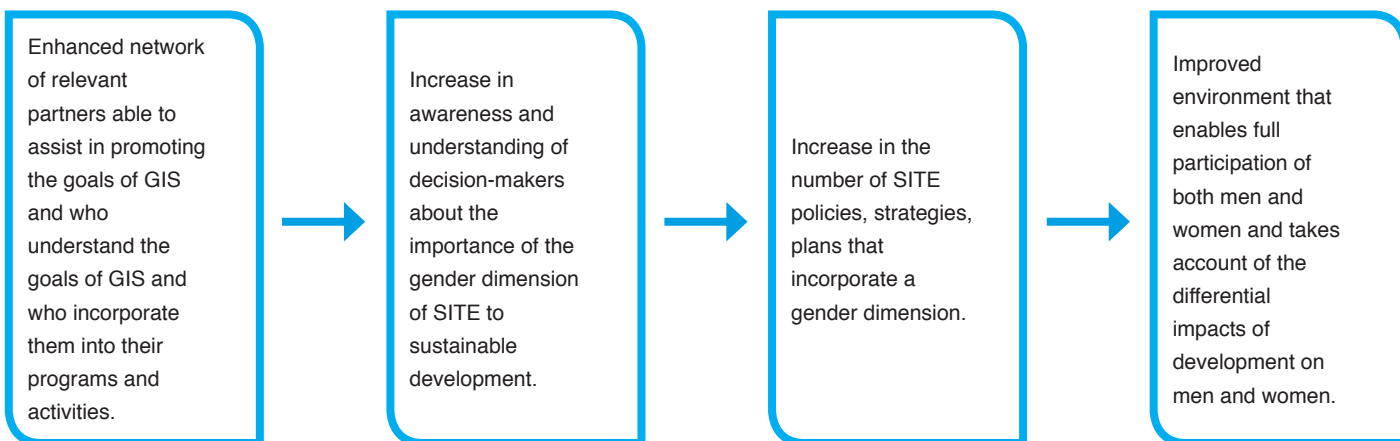 Enhanced network
of relevant
partners able to
assist in promoting
the goals of GIS
and who
understand the
goals of GIS and
who incorporate
them into their
programs and
activities.
Increase in
awareness and
understanding of
decision-makers
about the
importance of the
gender dimension
of SITE to
sustainable
development.
Increase in the
number of SITE
policies, strategies,
plans that
incorporate a
gender dimension.
Improved
environment that
enables full
participation of
both men and
women and takes
account of the
differential
impacts of
development on
men and women.